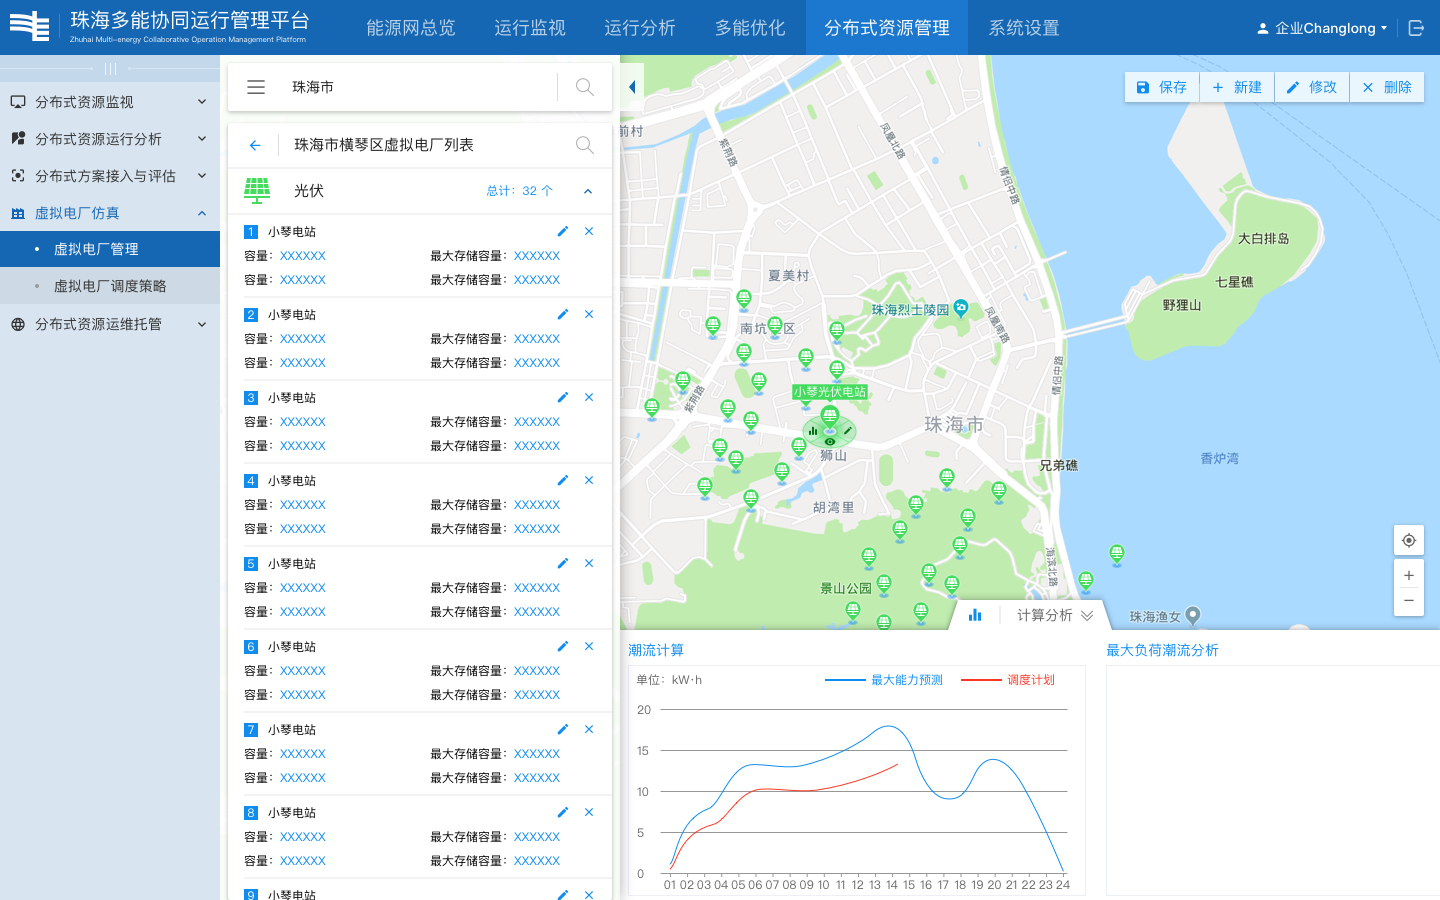 珠海多能协同运行管理平台
Zhuhai Multi-energy Collaborative Operation Management Platform
能源网总览
运行监视
运行分析
多能优化
分布式资源管理
系统设置
企业Changlong
分布式资源监视
分布式资源运行分析
分布式方案接入与评估
虚拟电厂仿真
虚拟电厂管理
虚拟电厂调度策略
分布式资源运维托管
珠海市
珠海市横琴区虚拟电厂列表
光伏
总计：32 个
1 小琴电站
容量：XXXXXX 最大存储容量：XXXXXX
容量：XXXXXX 最大存储容量：XXXXXX
2 小琴电站
容量：XXXXXX 最大存储容量：XXXXXX
容量：XXXXXX 最大存储容量：XXXXXX
3 小琴电站
容量：XXXXXX 最大存储容量：XXXXXX
容量：XXXXXX 最大存储容量：XXXXXX
4 小琴电站
容量：XXXXXX 最大存储容量：XXXXXX
容量：XXXXXX 最大存储容量：XXXXXX
5 小琴电站
容量：XXXXXX 最大存储容量：XXXXXX
容量：XXXXXX 最大存储容量：XXXXXX
6 小琴电站
容量：XXXXXX 最大存储容量：XXXXXX
容量：XXXXXX 最大存储容量：XXXXXX
7 小琴电站
容量：XXXXXX 最大存储容量：XXXXXX
容量：XXXXXX 最大存储容量：XXXXXX
8 小琴电站
容量：XXXXXX 最大存储容量：XXXXXX
容量：XXXXXX 最大存储容量：XXXXXX
9 小琴电站
保存
新建
修改
删除
前村
紫荆路
凤凰北路
情侣中路
大白排岛
七星礁
野狸山
夏美村
珠海烈士陵园
凤凰南路
南坑 区
情侣中路
紫荆路
小琴光伏电站
珠海市
狮山
兄弟礁
香炉湾
胡湾里
海滨北路
景山公园
珠海渔女
计算分析
潮流计算
单位：kW·h
最大能力预测
调度计划
20
15
10
5
0
01 02 03 04 05 06 07 08 09 10 11 12 13 14 15 16 17 18 19 20 21 22 23 24
最大负荷潮流分析